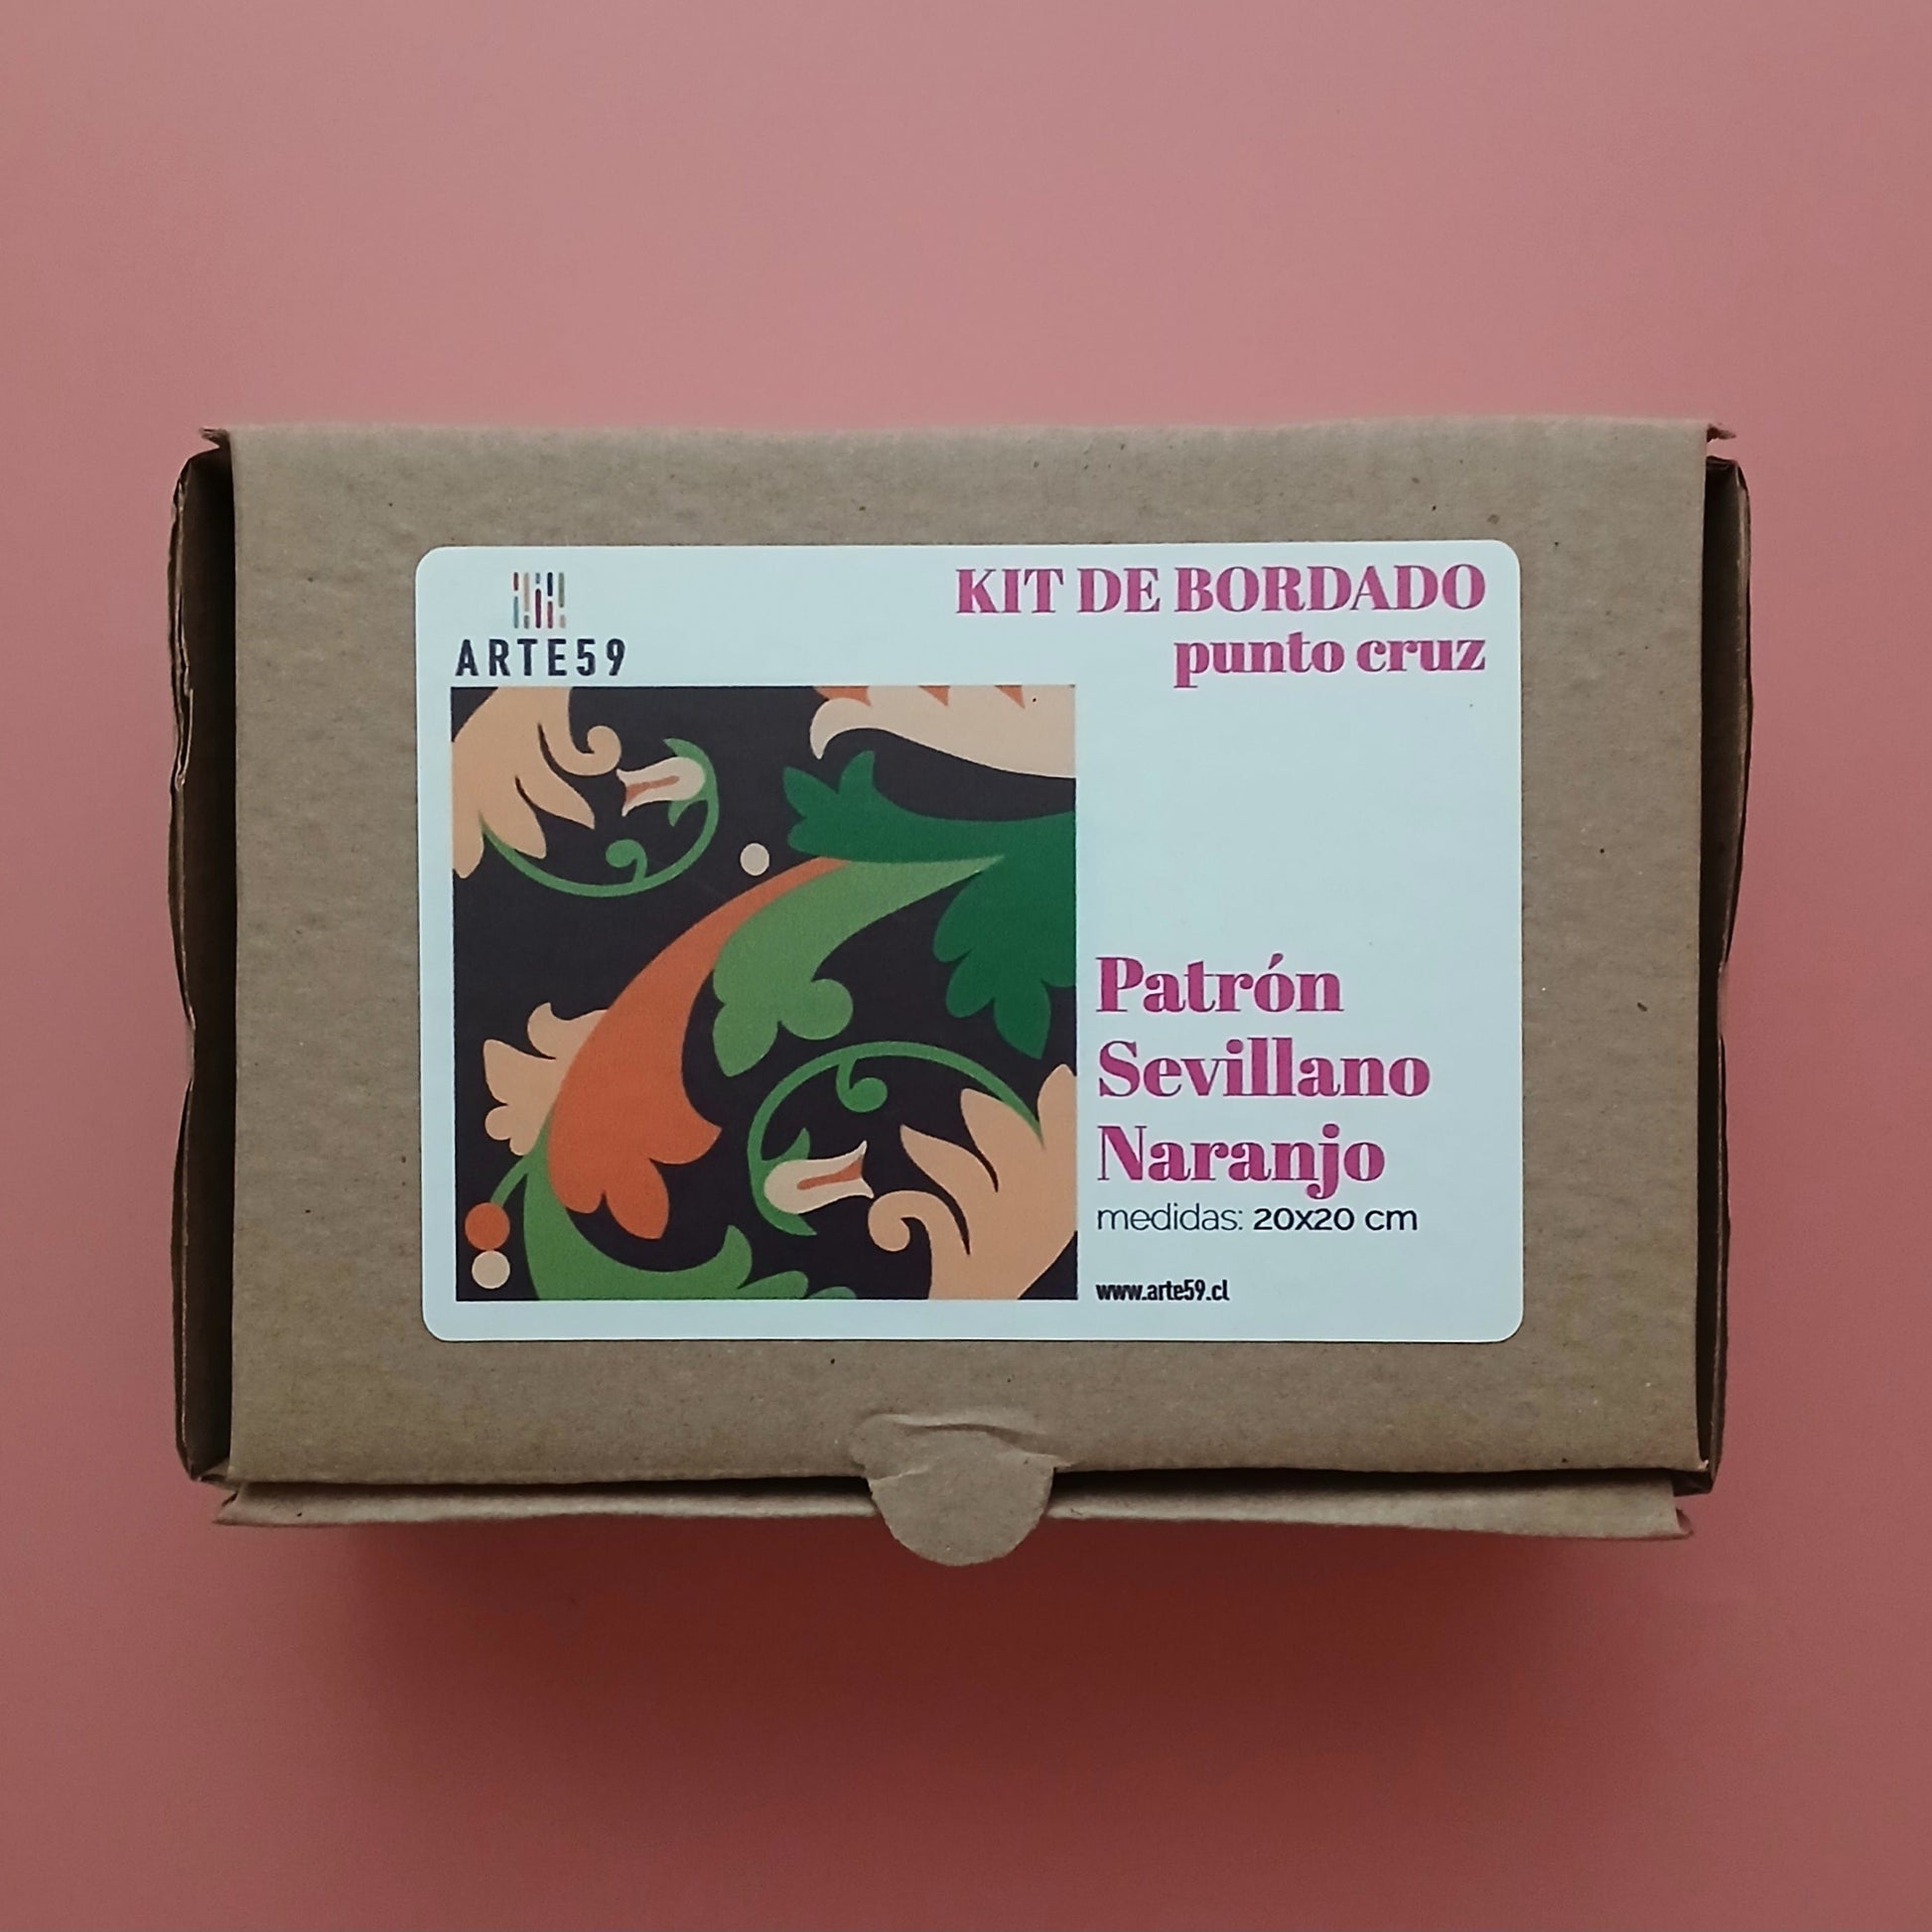 ARTE59
KIT DE BORDADO
punto cruz
Patrón
Sevillano
Naranjo
medidas: 20x20 cm
www.arte59.cl